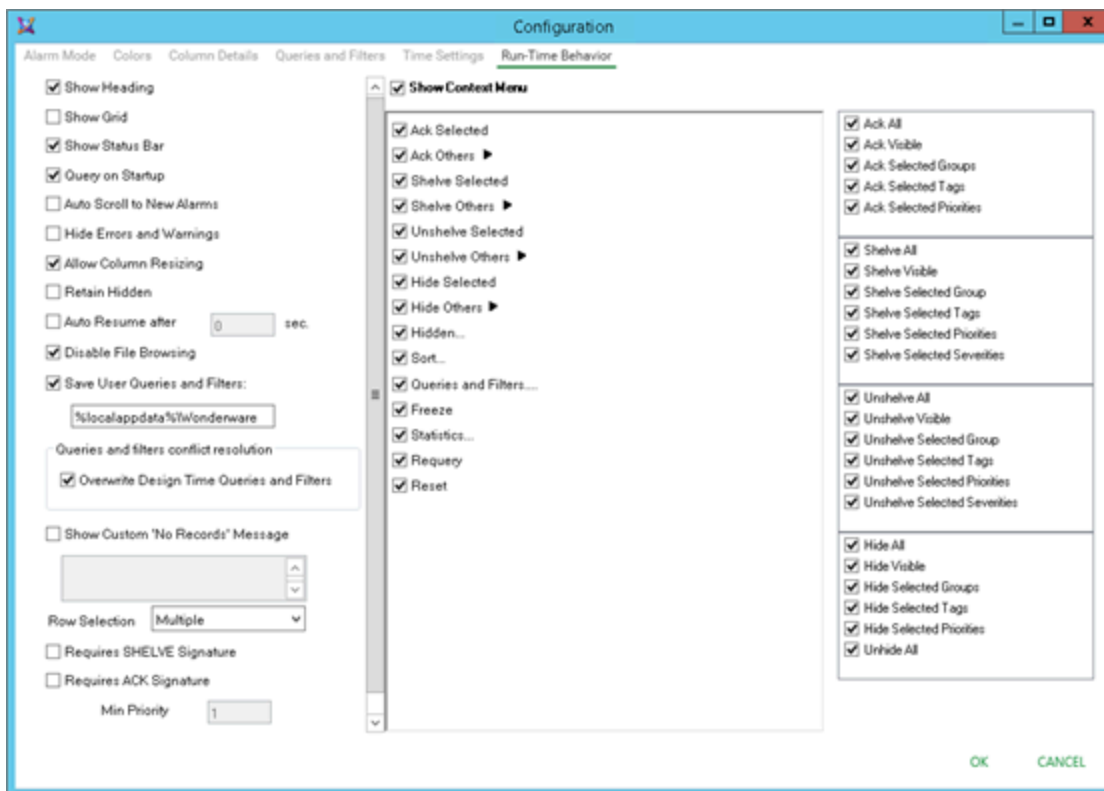 Configuration
Alarm Mode Colors Column Details Queries and Filters Time Settings Run-Time Behavior
Show Heading
Show Grid
Show Status Bar
Query on Startup
Auto Scroll to New Alarms
Hide Errors and Warnings
Allow Column Resizing
Retain Hidden
Auto Resume after 0 sec.
Disable File Browsing
Save User Queries and Filters:
%localappdata%\Wonderware
Queries and filters conflict resolution
Overwrite Design Time Queries and Filters
Show Custom "No Records" Message
Row Selection Multiple
Requires SHELVE Signature
Requires ACK Signature
Min Priority 1
Show Context Menu
Ack Selected
Ack Others
Shelve Selected
Shelve Others
Unshelve Selected
Unshelve Others
Hide Selected
Hide Others
Hidden...
Sort...
Queries and Filters....
Freeze
Statistics...
Requery
Reset
Ack All
Ack Visible
Ack Selected Groups
Ack Selected Tags
Ack Selected Priorities
Shelve All
Shelve Visible
Shelve Selected Group
Shelve Selected Tags
Shelve Selected Priorities
Shelve Selected Severities
Unshelve All
Unshelve Visible
Unshelve Selected Group
Unshelve Selected Tags
Unshelve Selected Priorities
Unshelve Selected Severities
Hide All
Hide Visible
Hide Selected Groups
Hide Selected Tags
Hide Selected Priorities
Unhide All
OK CANCEL